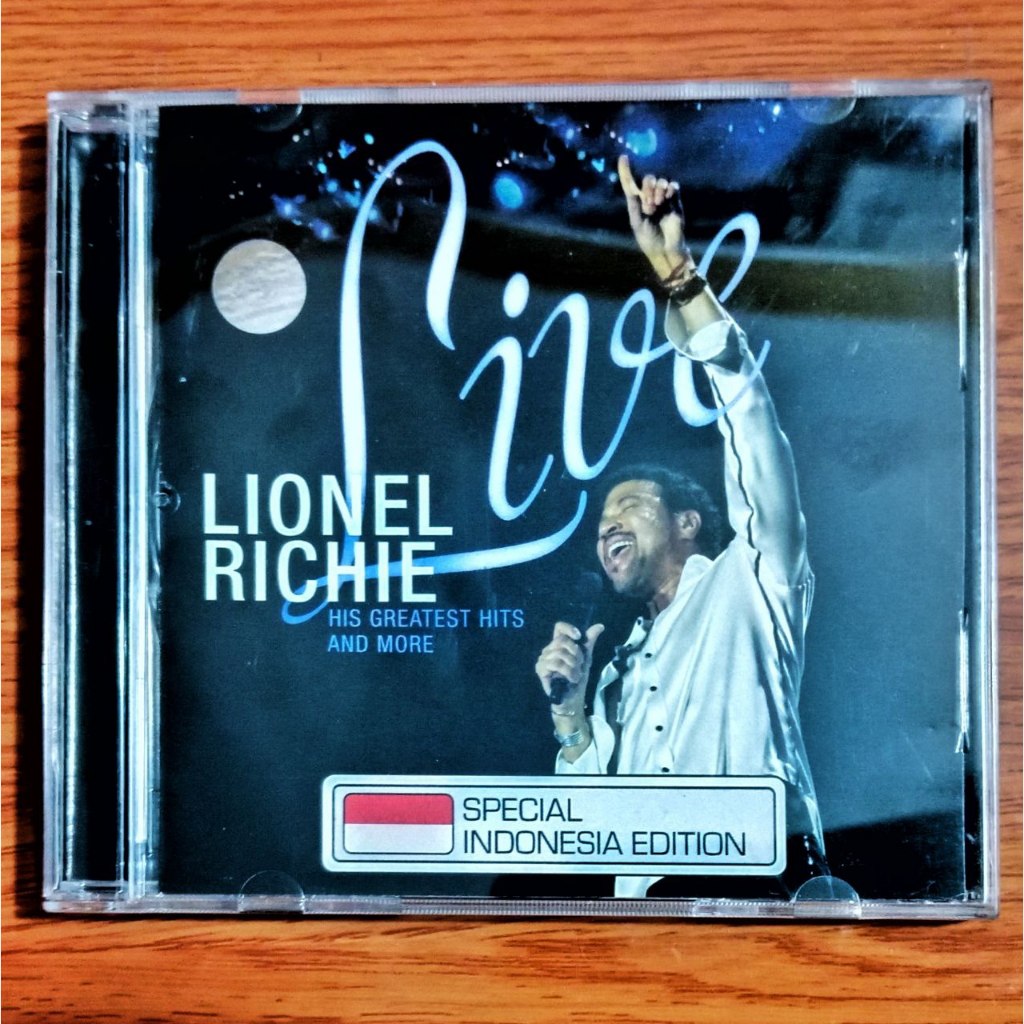 Live
LIONEL
RICHIE
HIS GREATEST HITS
AND MORE
SPECIAL
INDONESIA EDITION